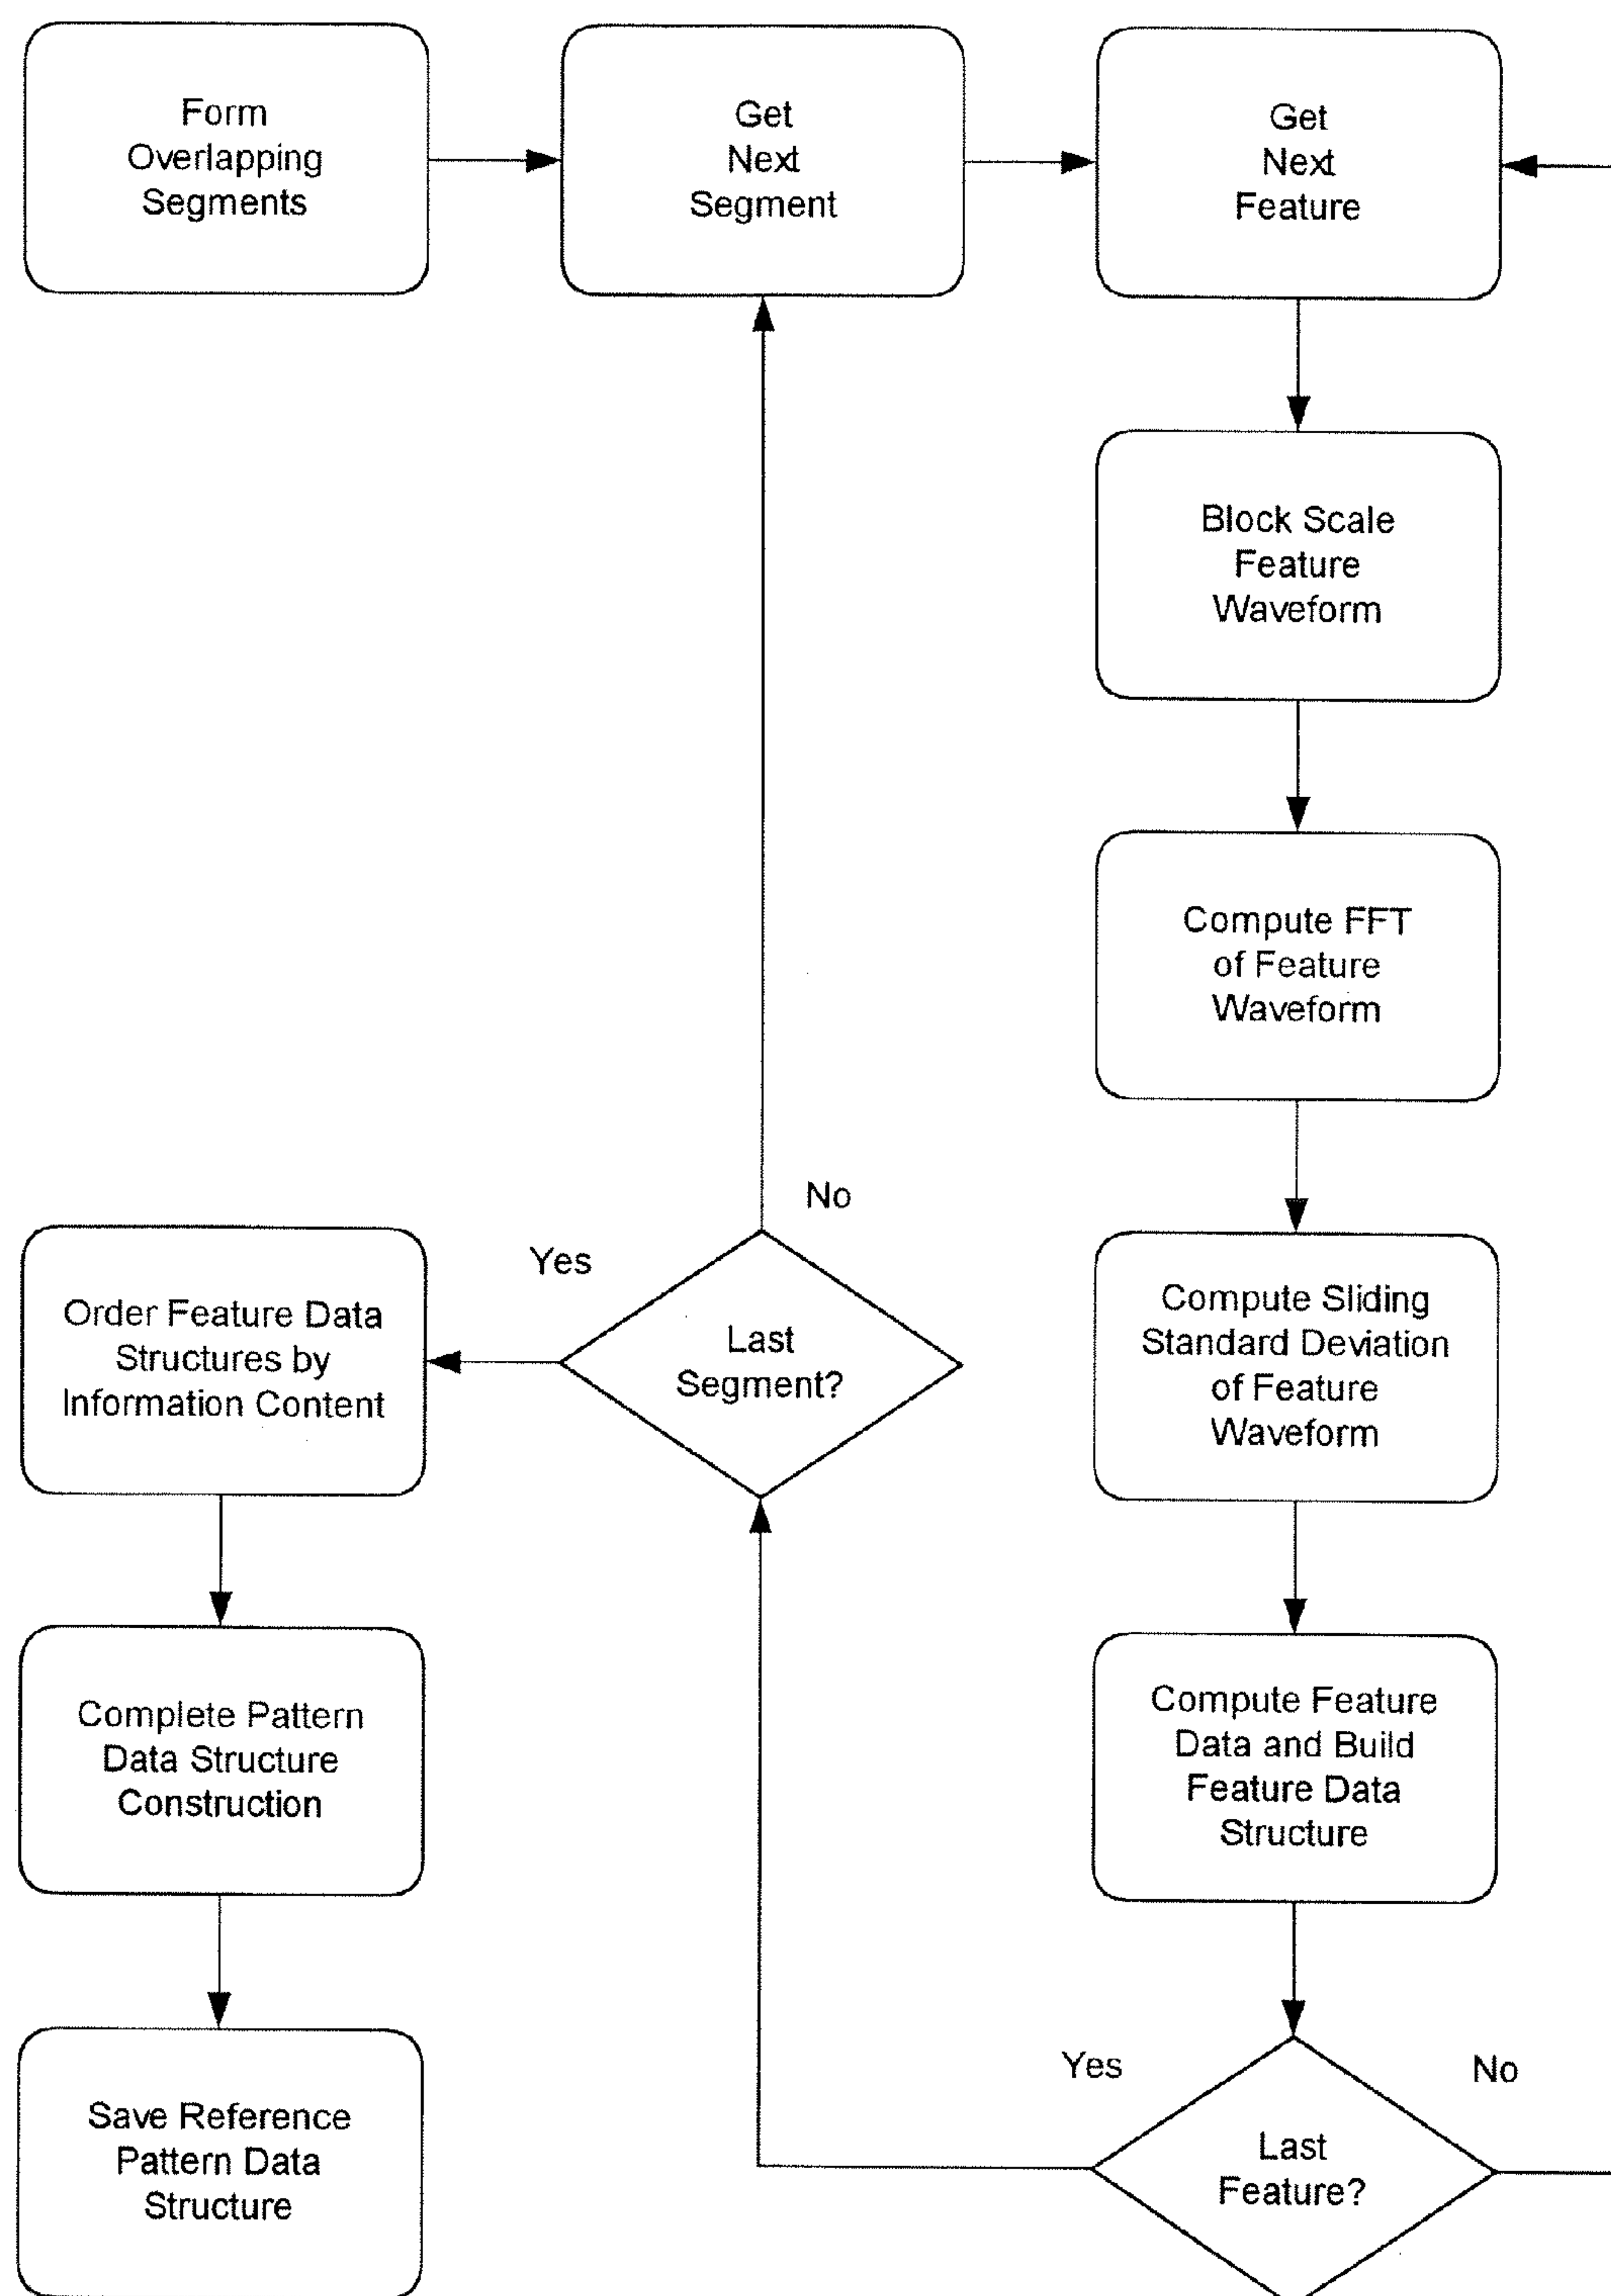 Form
Overlapping
Segments
Get
Next
Segment
Get
Next
Feature
Block Scale
Feature
Waveform
Compute FFT
of Feature
Waveform
Compute Sliding
Standard Deviation
of Feature
Waveform
Compute Feature
Data and Build
Feature Data
Structure
Last
Feature?
Yes
No
Last
Segment?
No
Yes
Order Feature Data
Structures by
Information Content
Complete Pattern
Data Structure
Construction
Save Reference
Pattern Data
Structure